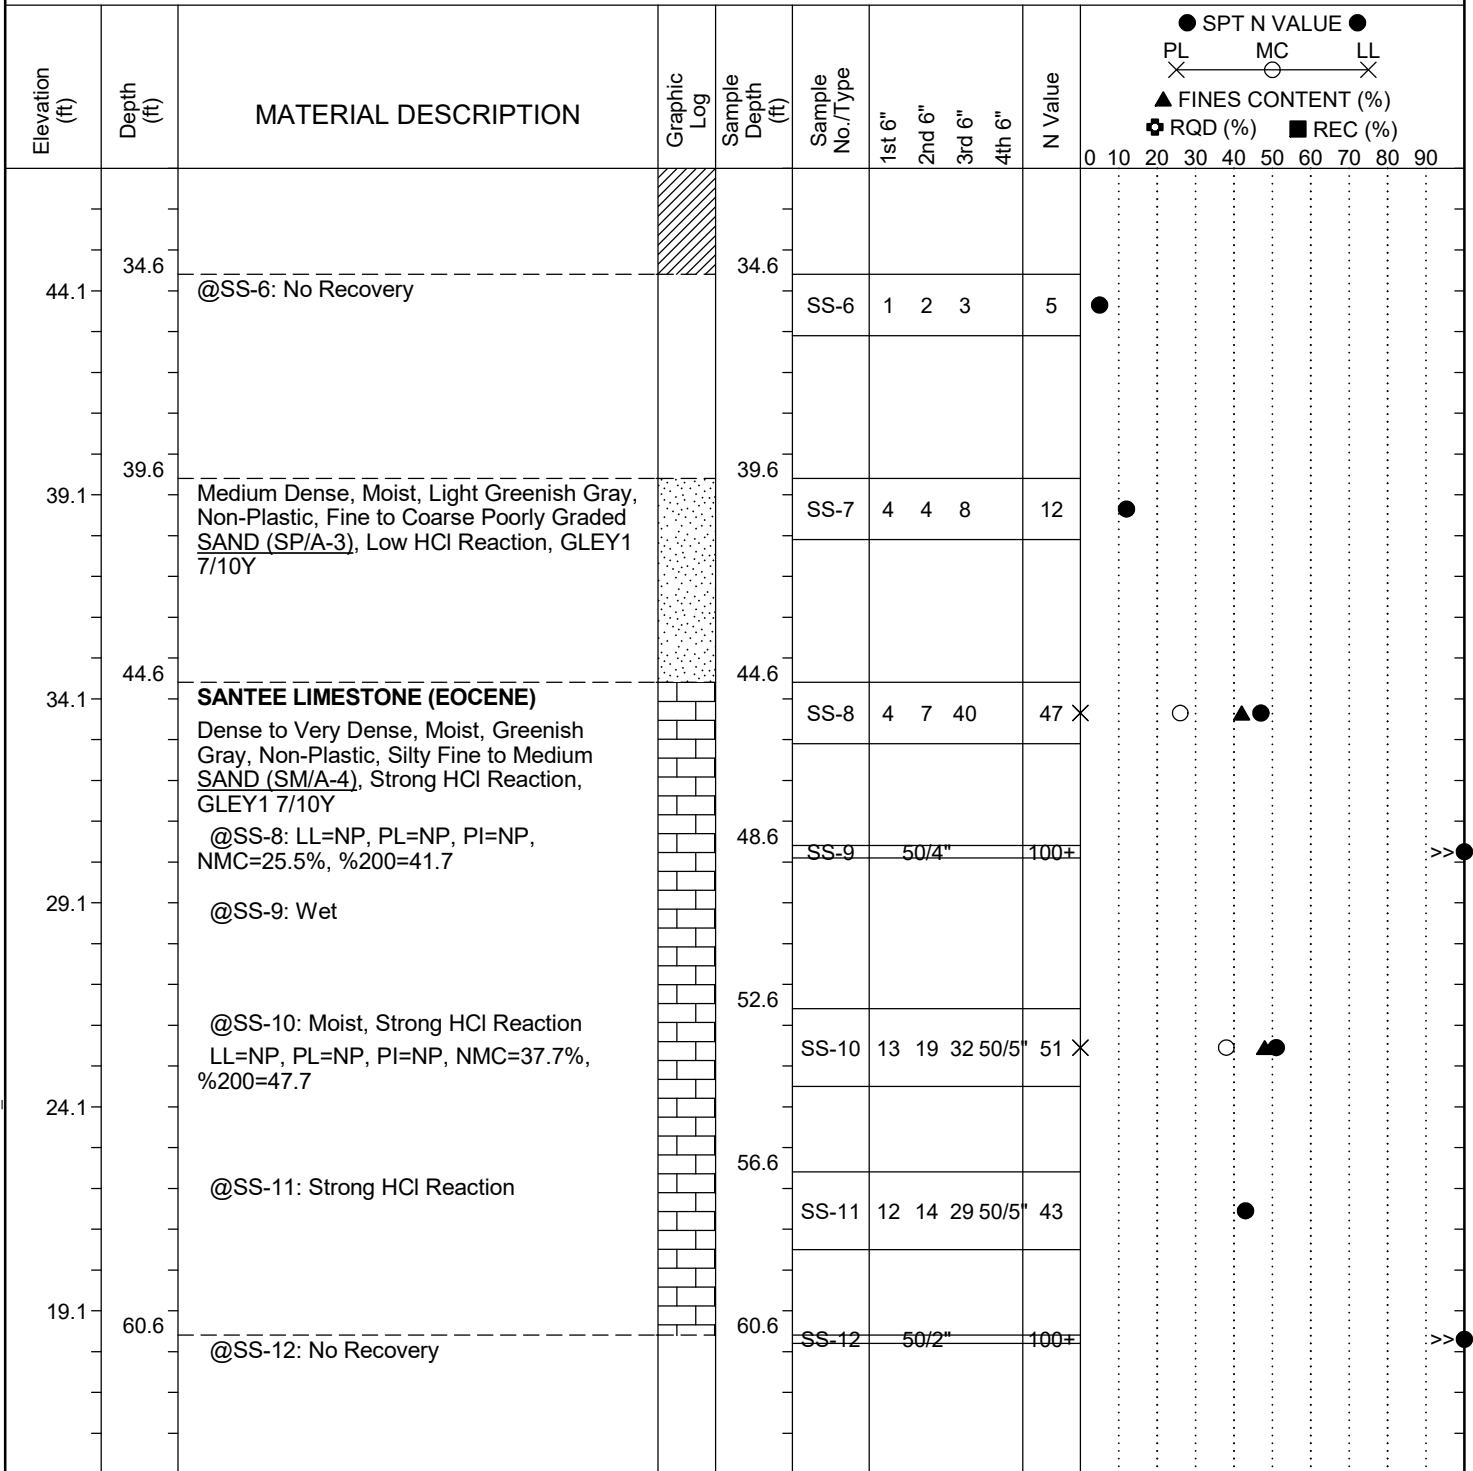 ● SPT N VALUE ●
PL MC LL
▲ FINES CONTENT (%)
RQD (%) ■ REC (%)
Elevation (ft)
Depth (ft)
MATERIAL DESCRIPTION
Graphic Log
Sample Depth (ft)
Sample No./Type
1st 6"
2nd 6"
3rd 6"
4th 6"
N Value
0 10 20 30 40 50 60 70 80 90
34.6 34.6
44.1 @SS-6: No Recovery
SS-6 1 2 3 5
39.6 39.6
39.1 Medium Dense, Moist, Light Greenish Gray,
SS-7 4 4 8 12
Non-Plastic, Fine to Coarse Poorly Graded
SAND (SP/A-3), Low HCl Reaction, GLEY1
7/10Y
44.6 44.6
34.1 SANTEE LIMESTONE (EOCENE)
SS-8 4 7 40 47
Dense to Very Dense, Moist, Greenish
Gray, Non-Plastic, Silty Fine to Medium
SAND (SM/A-4), Strong HCl Reaction,
GLEY1 7/10Y
@SS-8: LL=NP, PL=NP, PI=NP, 48.6
NMC=25.5%, %200=41.7
SS-9 50/4" 100+ >>
29.1 @SS-9: Wet
52.6
@SS-10: Moist, Strong HCl Reaction
SS-10 13 19 32 50/5" 51
LL=NP, PL=NP, PI=NP, NMC=37.7%,
%200=47.7
24.1
56.6
@SS-11: Strong HCl Reaction
SS-11 12 14 29 50/5" 43
19.1
60.6 60.6
SS-12 50/2" 100+ >>
@SS-12: No Recovery